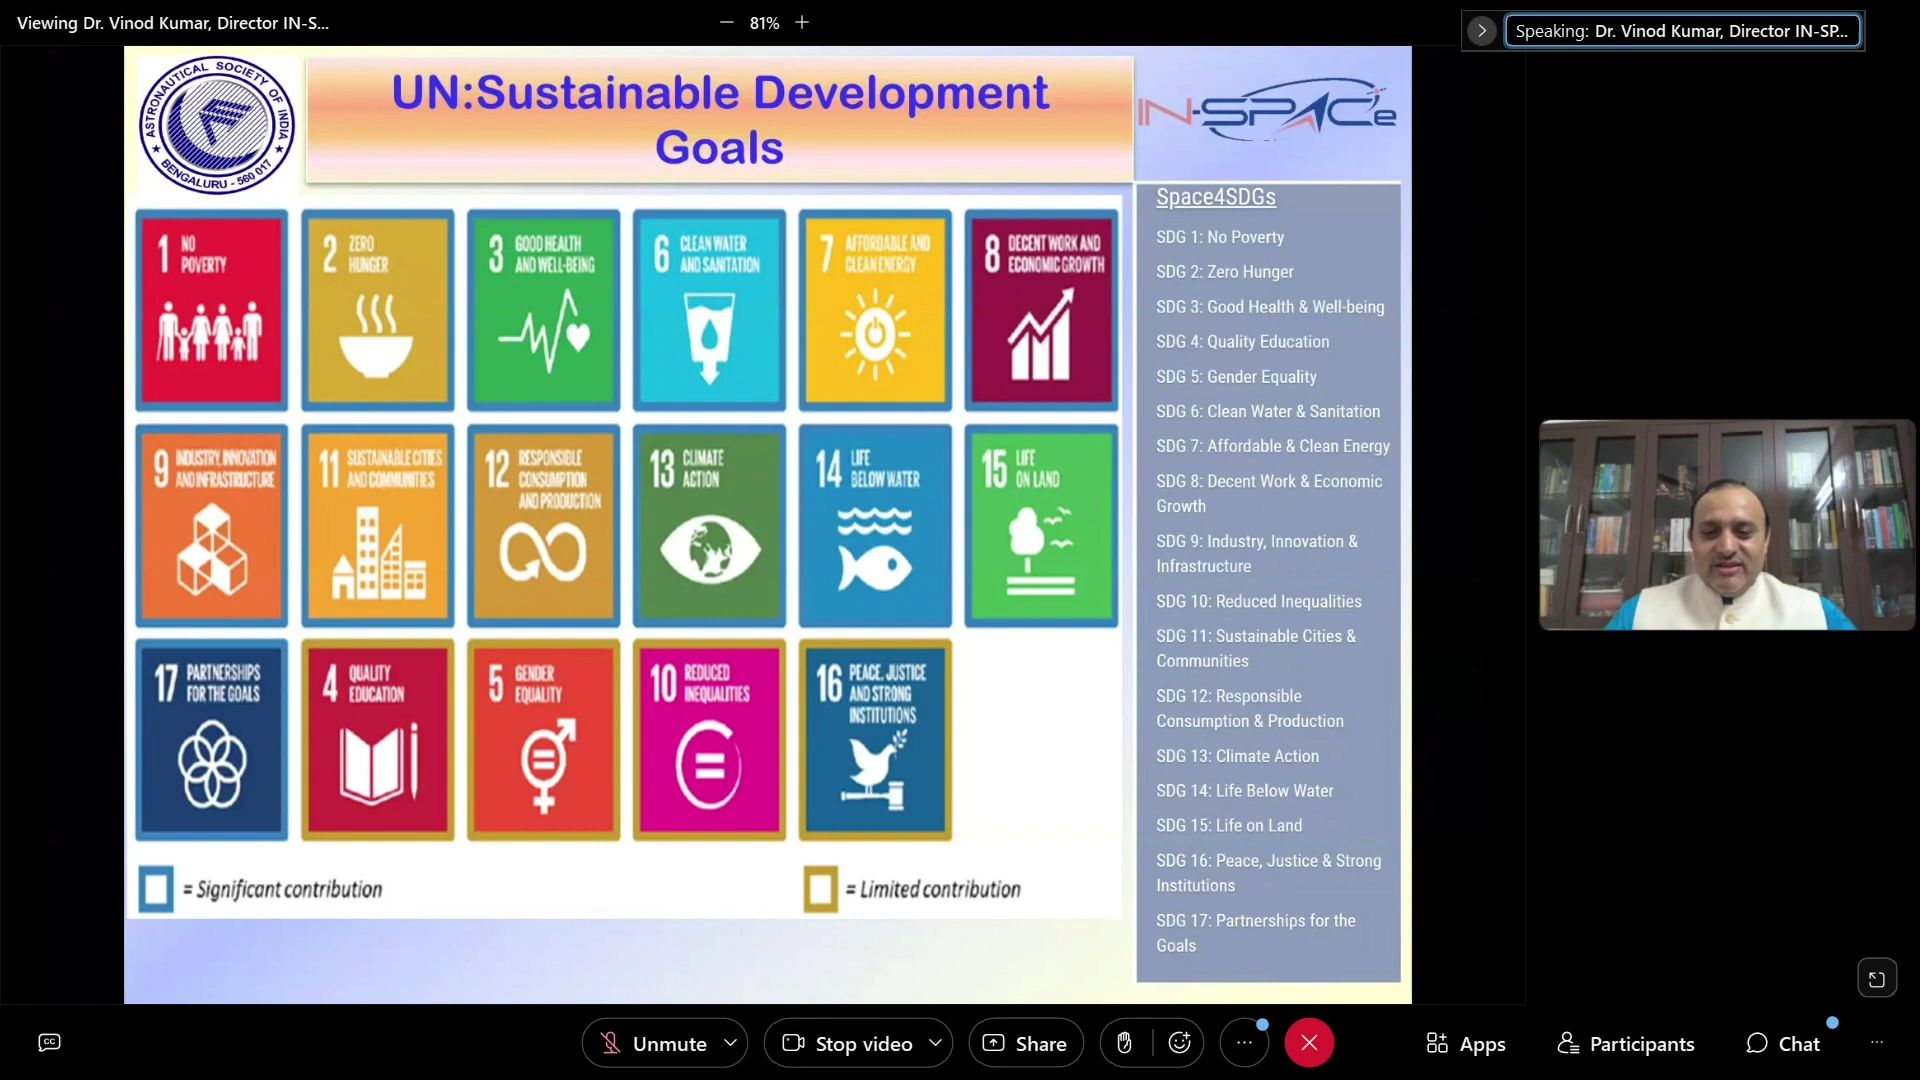 Viewing Dr. Vinod Kumar, Director IN-S...
81%
Speaking: Dr. Vinod Kumar, Director IN-SP...
ASTRONAUTICAL SOCIETY OF INDIA
BENGALURU - 560 017
UN:Sustainable Development
Goals
IN-SPACe
1 NO
POVERTY
2 ZERO
HUNGER
3 GOOD HEALTH
AND WELL-BEING
6 CLEAN WATER
AND SANITATION
7 AFFORDABLE AND
CLEAN ENERGY
8 DECENT WORK AND
ECONOMIC GROWTH
9 INDUSTRY, INNOVATION
AND INFRASTRUCTURE
11 SUSTAINABLE CITIES
AND COMMUNITIES
12 RESPONSIBLE
CONSUMPTION
AND PRODUCTION
13 CLIMATE
ACTION
14 LIFE
BELOW WATER
15 LIFE
ON LAND
17 PARTNERSHIPS
FOR THE GOALS
4 QUALITY
EDUCATION
5 GENDER
EQUALITY
10 REDUCED
INEQUALITIES
16 PEACE, JUSTICE
AND STRONG
INSTITUTIONS
= Significant contribution
= Limited contribution
Space4SDGs
SDG 1: No Poverty
SDG 2: Zero Hunger
SDG 3: Good Health & Well-being
SDG 4: Quality Education
SDG 5: Gender Equality
SDG 6: Clean Water & Sanitation
SDG 7: Affordable & Clean Energy
SDG 8: Decent Work & Economic
Growth
SDG 9: Industry, Innovation &
Infrastructure
SDG 10: Reduced Inequalities
SDG 11: Sustainable Cities &
Communities
SDG 12: Responsible
Consumption & Production
SDG 13: Climate Action
SDG 14: Life Below Water
SDG 15: Life on Land
SDG 16: Peace, Justice & Strong
Institutions
SDG 17: Partnerships for the
Goals
CC
Unmute
Stop video
Share
Apps
Participants
Chat